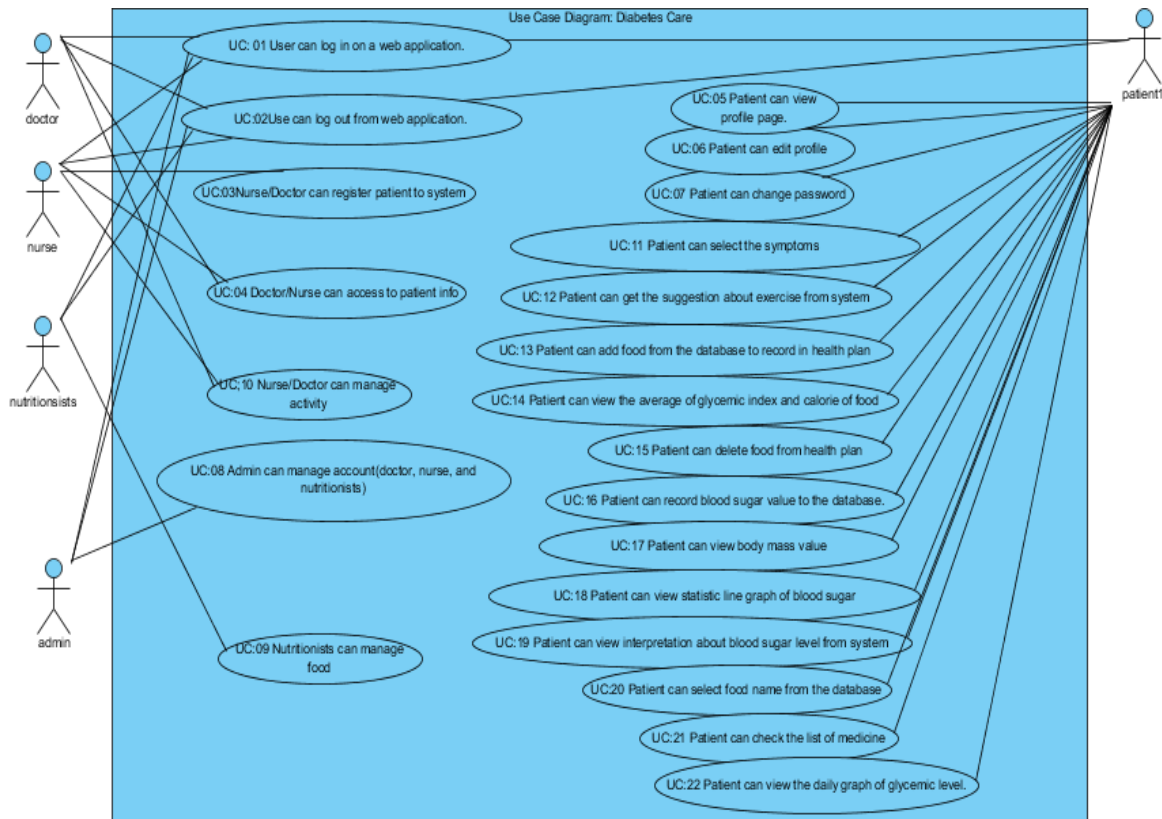 Use Case Diagram: Diabetes Care
doctor
nurse
nutritionsists
admin
patient1
UC: 01 User can log in on a web application.
UC:02Use can log out from web application.
UC:03Nurse/Doctor can register patient to system
UC:04 Doctor/Nurse can access to patient info
UC;10 Nurse/Doctor can manage
activity
UC:08 Admin can manage account(doctor, nurse, and
nutritionists)
UC:09 Nutritionists can manage
food
UC:05 Patient can view
profile page.
UC:06 Patient can edit profile
UC:07 Patient can change password
UC:11 Patient can select the symptoms
UC:12 Patient can get the suggestion about exercise from system
UC:13 Patient can add food from the database to record in health plan
UC:14 Patient can view the average of glycemic index and calorie of food
UC:15 Patient can delete food from health plan
UC:16 Patient can record blood sugar value to the database.
UC:17 Patient can view body mass value
UC:18 Patient can view statistic line graph of blood sugar
UC:19 Patient can view interpretation about blood sugar level from system
UC:20 Patient can select food name from the database
UC:21 Patient can check the list of medicine
UC:22 Patient can view the daily graph of glycemic level.